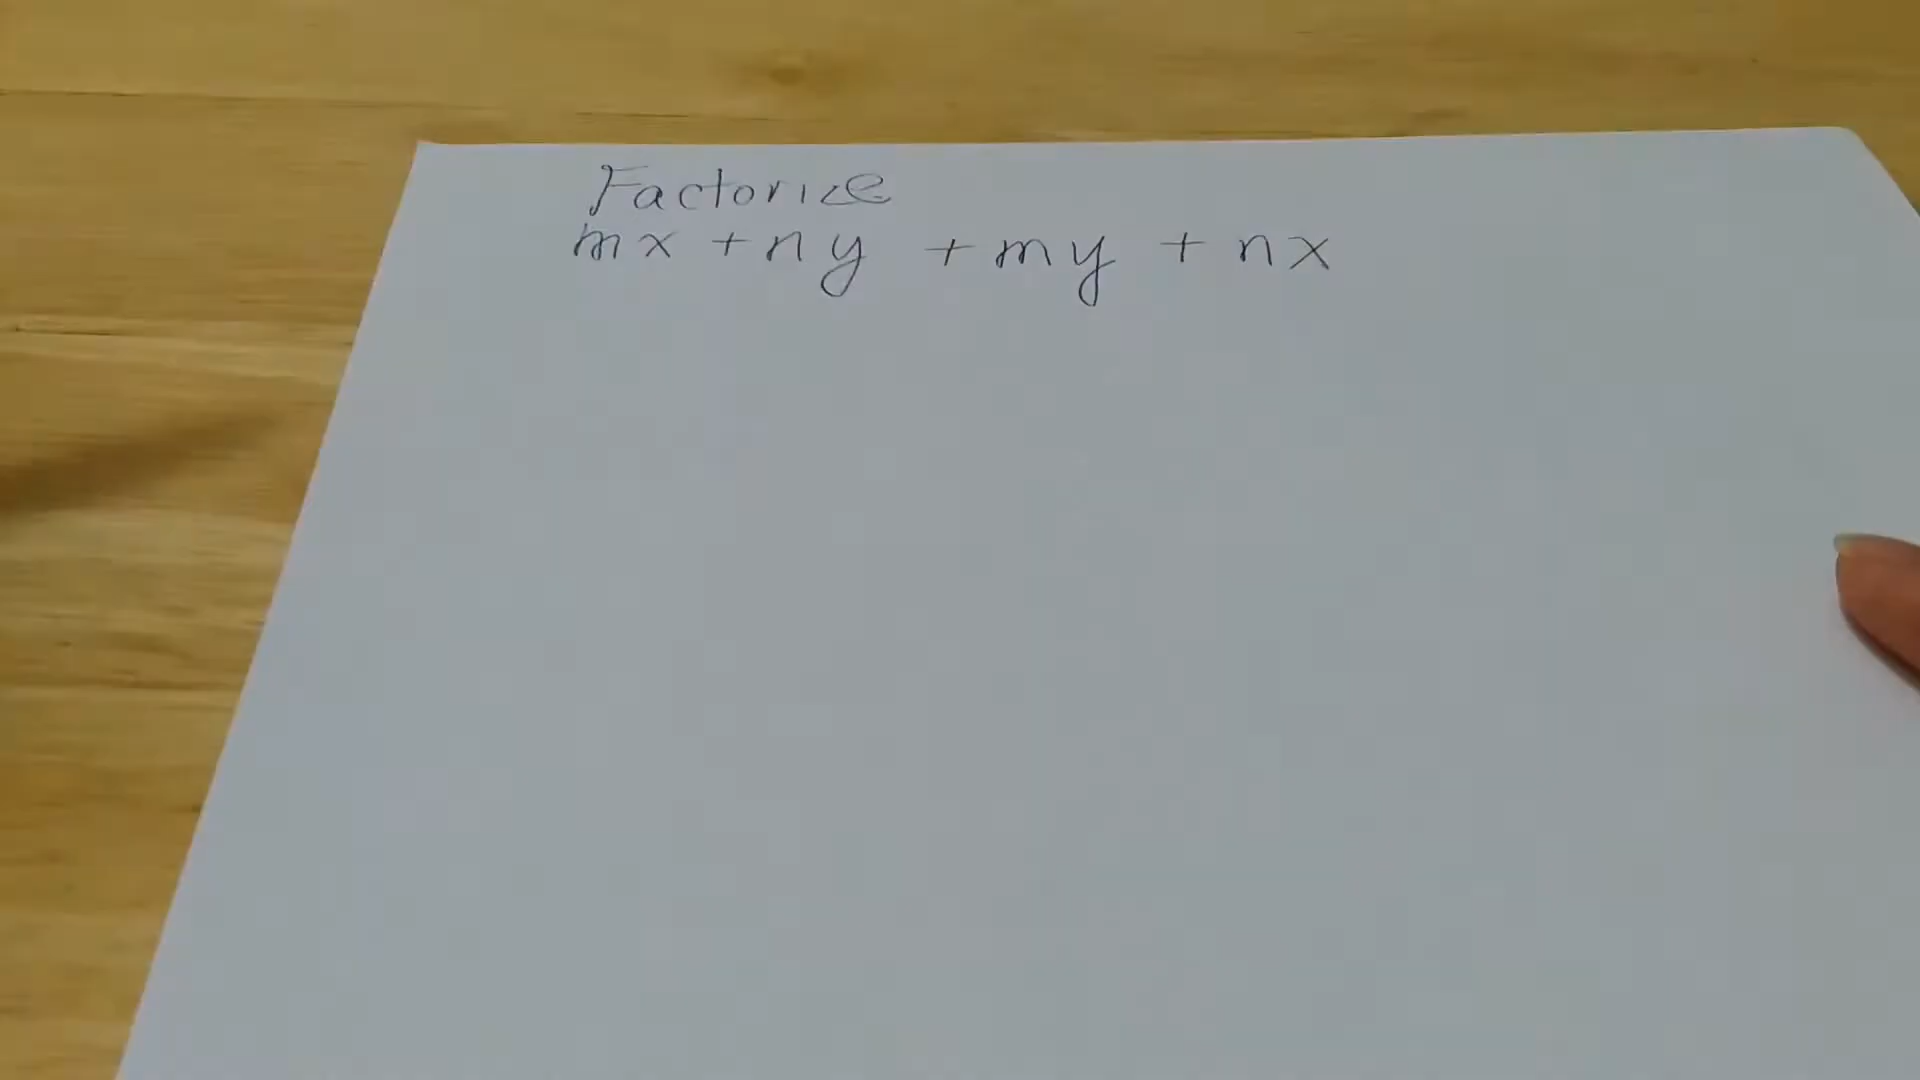 Factorize
mx + ny + my + nx